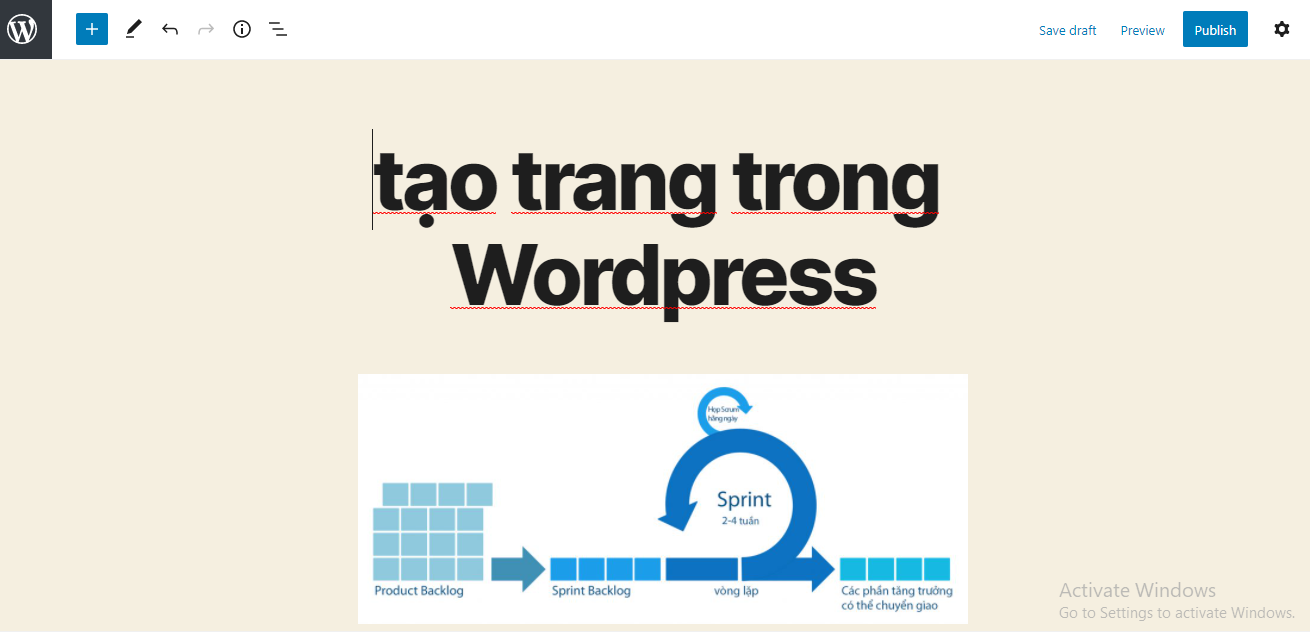 Save draft Preview Publish
tạo trang trong
Wordpress
Họp Scrum
hằng ngày
Sprint
2-4 tuần
Product Backlog Sprint Backlog vòng lặp Các phần tăng trưởng
có thể chuyển giao
Activate Windows
Go to Settings to activate Windows.